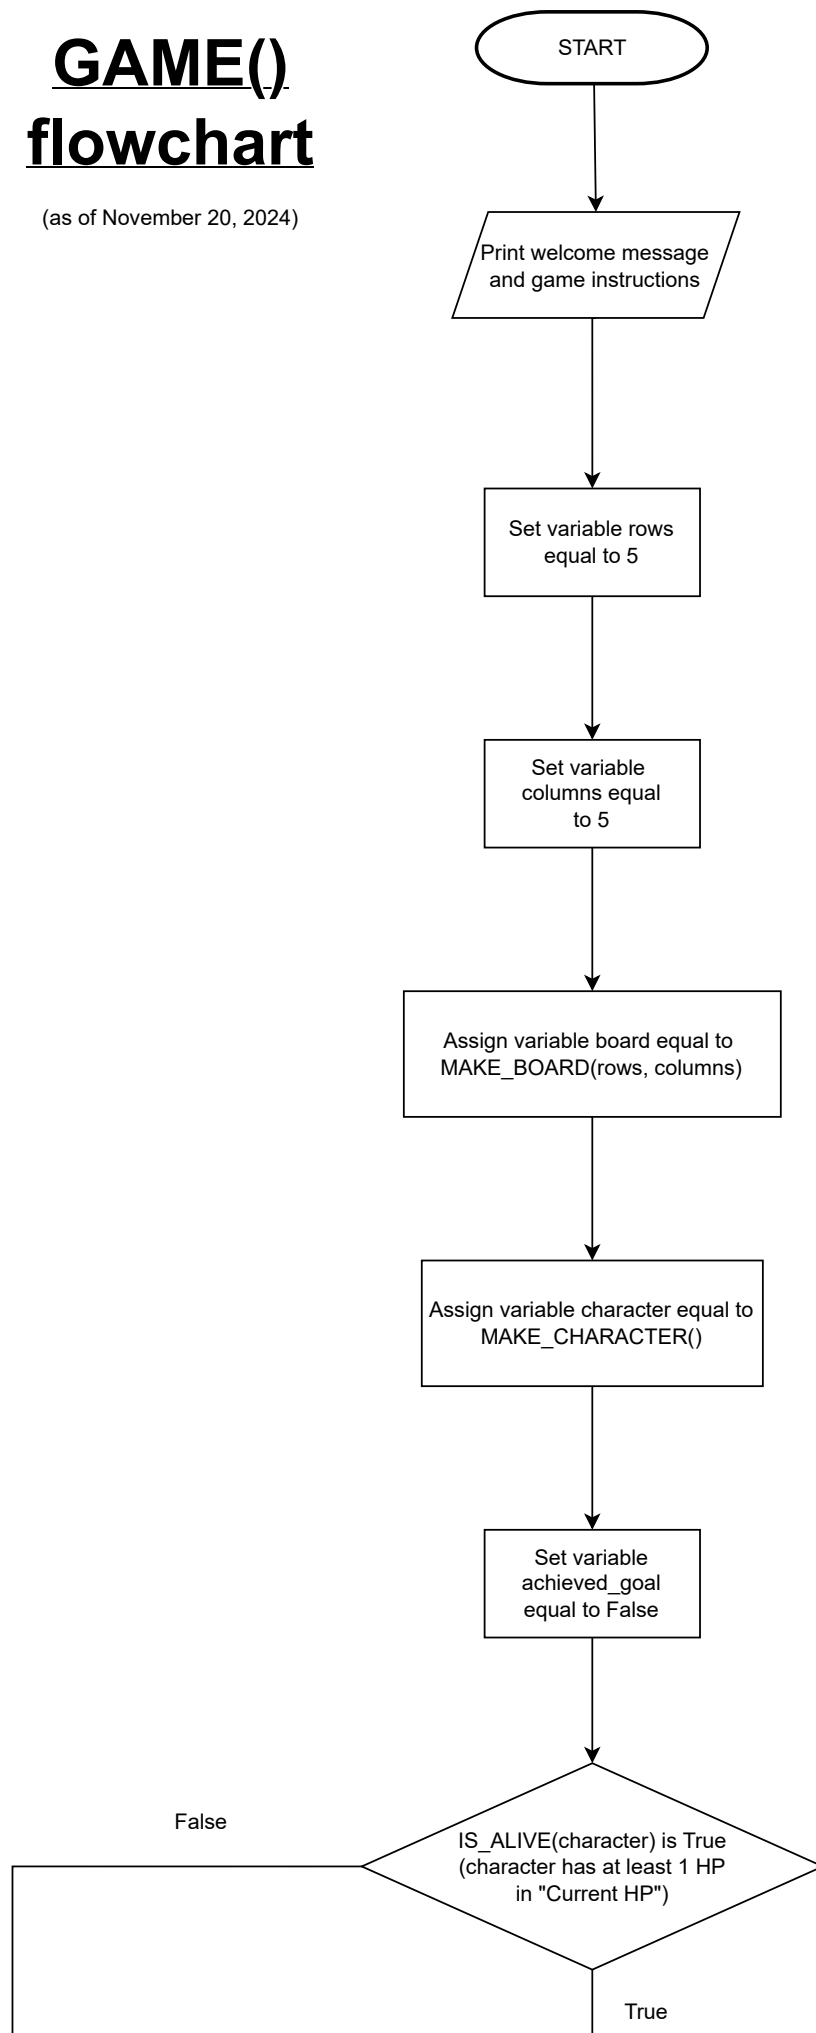 GAME()
flowchart
(as of November 20, 2024)
START
Print welcome message
and game instructions
Set variable rows
equal to 5
Set variable
columns equal
to 5
Assign variable board equal to
MAKE_BOARD(rows, columns)
Assign variable character equal to
MAKE_CHARACTER()
Set variable
achieved_goal
equal to False
False
IS_ALIVE(character) is True
(character has at least 1 HP
in "Current HP")
True